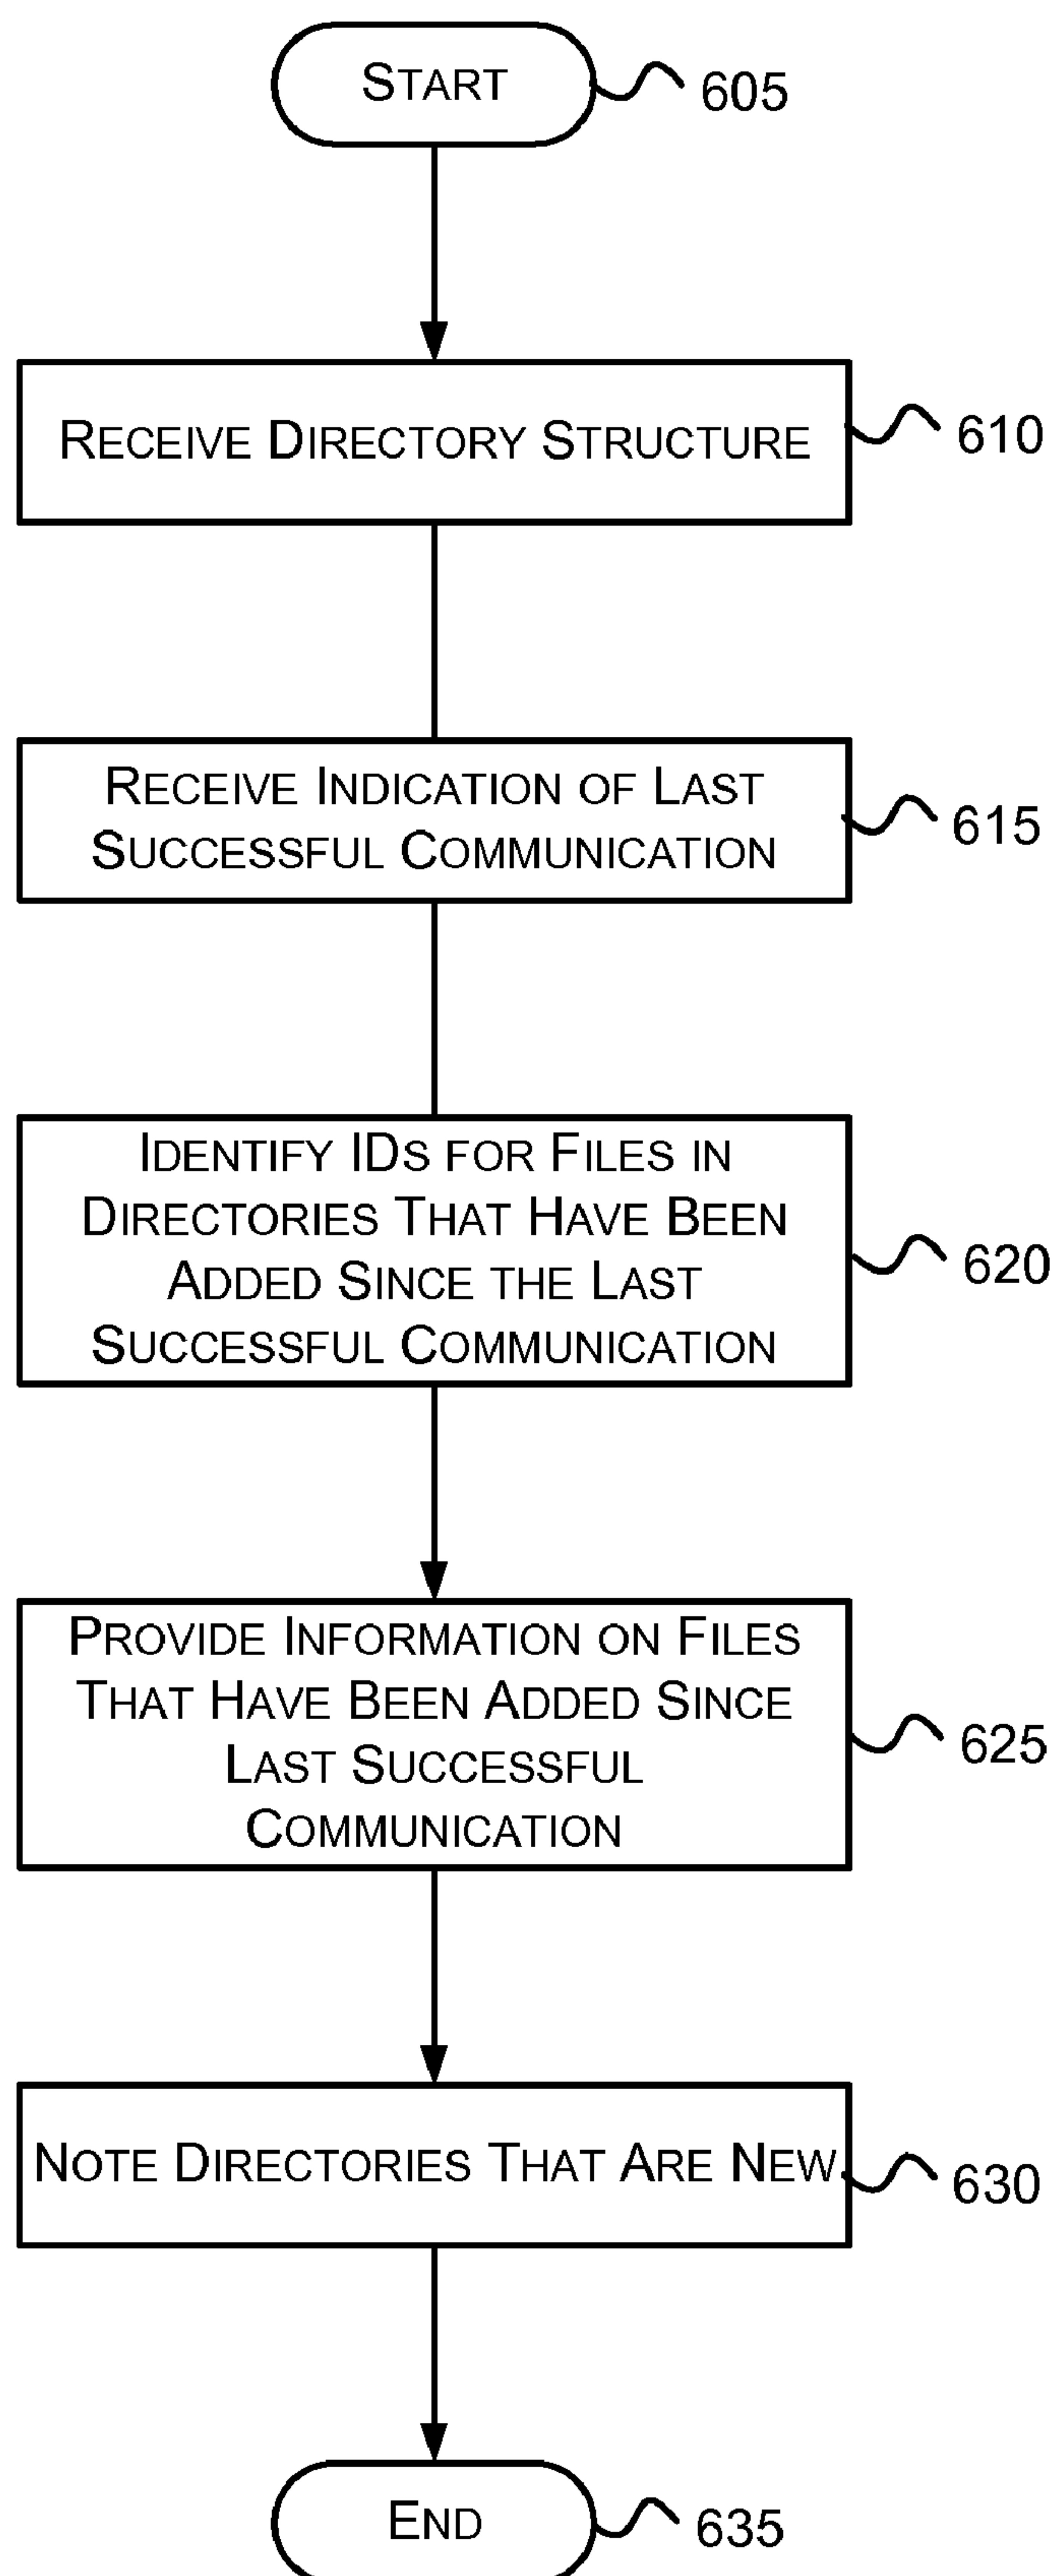 START
605
RECEIVE DIRECTORY STRUCTURE
610
RECEIVE INDICATION OF LAST
SUCCESSFUL COMMUNICATION
615
IDENTIFY IDS FOR FILES IN
DIRECTORIES THAT HAVE BEEN
ADDED SINCE THE LAST
SUCCESSFUL COMMUNICATION
620
PROVIDE INFORMATION ON FILES
THAT HAVE BEEN ADDED SINCE
LAST SUCCESSFUL
COMMUNICATION
625
NOTE DIRECTORIES THAT ARE NEW
630
END
635